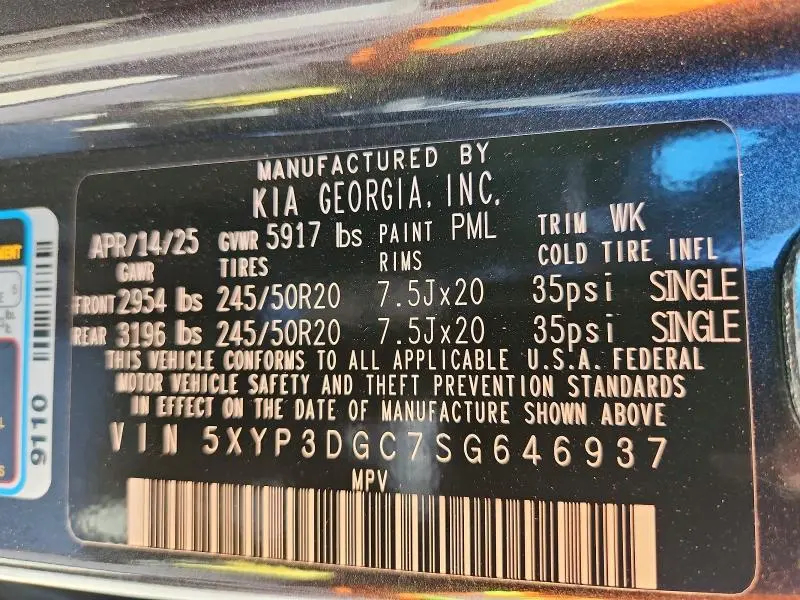 MANUFACTURED BY
KIA GEORGIA, INC.
APR/14/25 GVWR 5917 lbs PAINT PML TRIM WK
GAWR TIRES RIMS COLD TIRE INFL
FRONT 2954 lbs 245/50R20 7.5Jx20 35psi SINGLE
REAR 3196 lbs 245/50R20 7.5Jx20 35psi SINGLE
THIS VEHICLE CONFORMS TO ALL APPLICABLE U.S.A. FEDERAL
MOTOR VEHICLE SAFETY AND THEFT PREVENTION STANDARDS
IN EFFECT ON THE DATE OF MANUFACTURE SHOWN ABOVE
VIN 5XYP3DGC7SG646937
MPV
9110